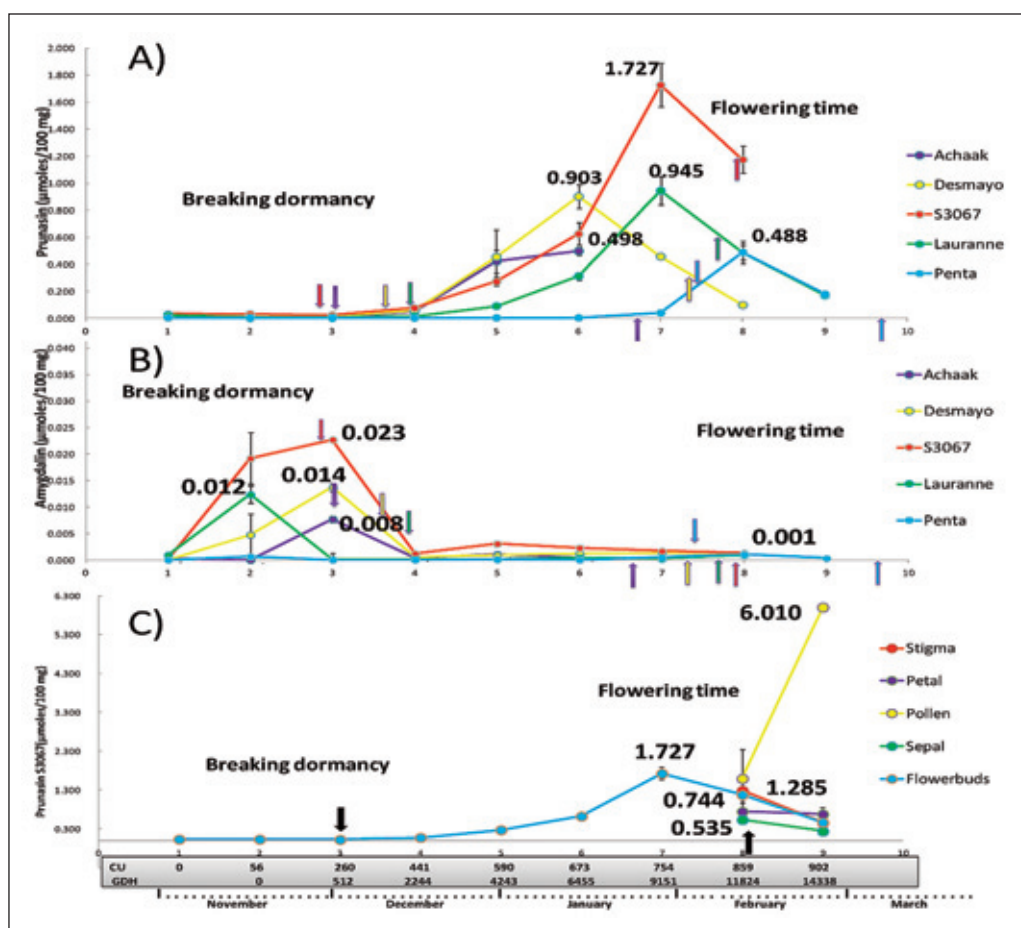 A)
Prunasin (µmoles/100 mg)
2.000
1.800
1.600
1.400
1.200
1.000
0.800
0.600
0.400
0.200
0.000
1.727
Flowering time
Breaking dormancy
0.903
0.945
0.498
0.488
Achaak
Desmayo
S3067
Lauranne
Penta
0 1 2 3 4 5 6 7 8 9 10
B)
Amygdalin (µmoles/100 mg)
0.040
0.035
0.030
0.025
0.020
0.015
0.010
0.005
0.000
Breaking dormancy
Flowering time
0.023
0.012
0.014
0.008
0.001
Achaak
Desmayo
S3067
Lauranne
Penta
0 1 2 3 4 5 6 7 8 9 10
C)
Prunasin S3067(µmoles/100 mg)
6.300
5.300
4.300
3.300
2.300
1.300
0.300
6.010
Flowering time
Breaking dormancy
1.727
1.285
0.744
0.535
Stigma
Petal
Pollen
Sepal
Flowerbuds
0 1 2 3 4 5 6 7 8 9 10
CU 0 56 260 441 590 673 754 859 902
GDH 0 512 2244 4243 6455 9151 11824 14338
November December January February March